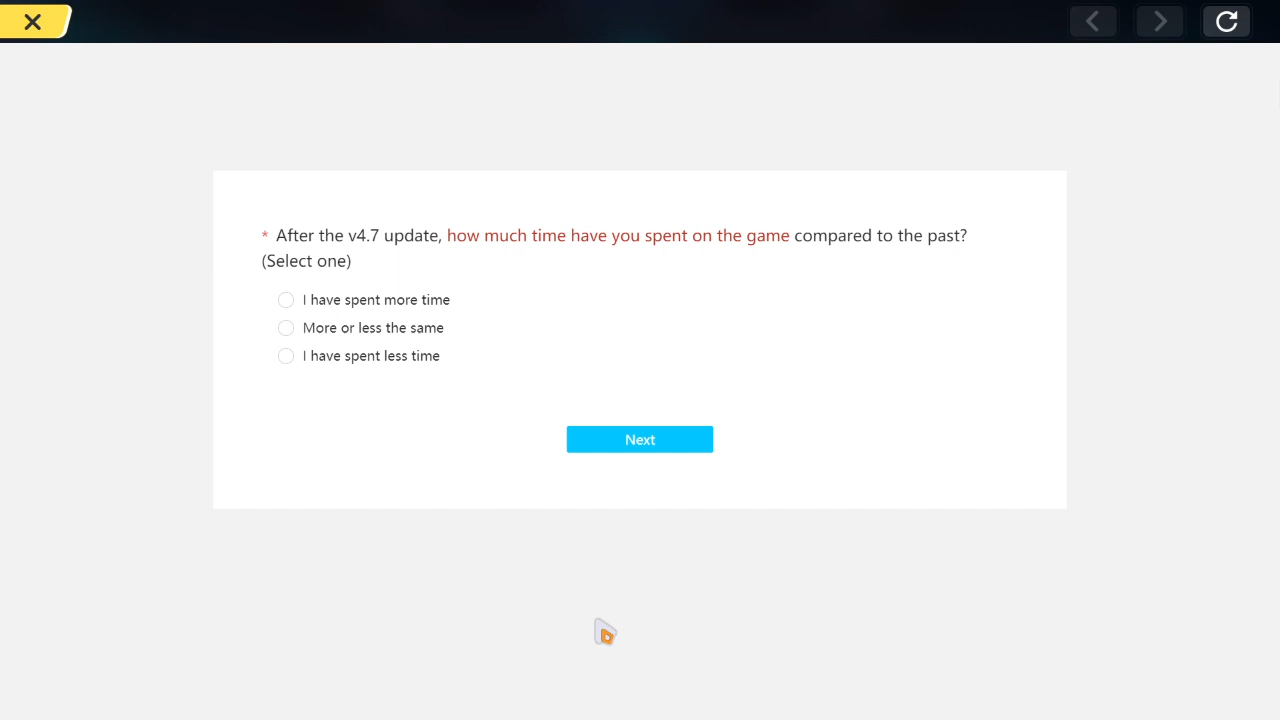 * After the v4.7 update, how much time have you spent on the game compared to the past?
(Select one)
I have spent more time
More or less the same
I have spent less time
Next